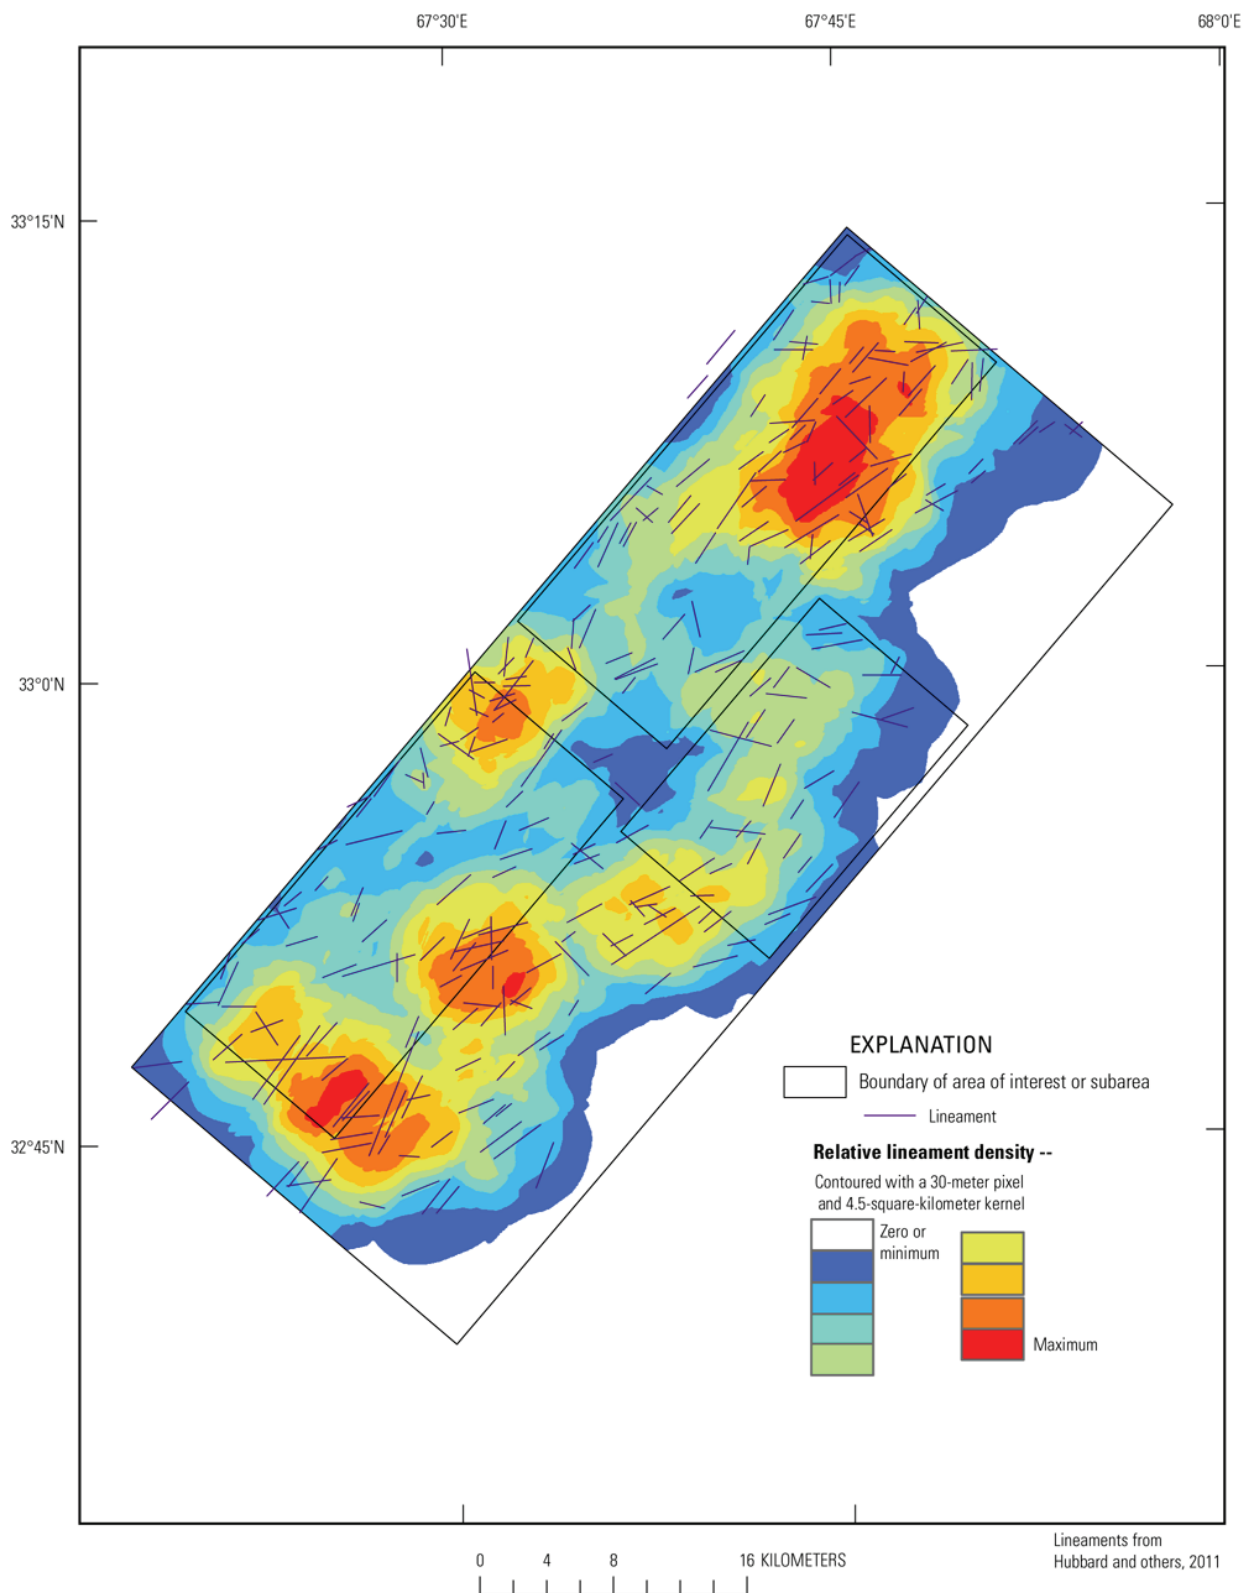 67°30'E 67°45'E 68°0'E
33°15'N
33°0'N
32°45'N
EXPLANATION
Boundary of area of interest or subarea
Lineament
Relative lineament density --
Contoured with a 30-meter pixel
and 4.5-square-kilometer kernel
Zero or
minimum
Maximum
0 4 8 16 KILOMETERS
Lineaments from
Hubbard and others, 2011